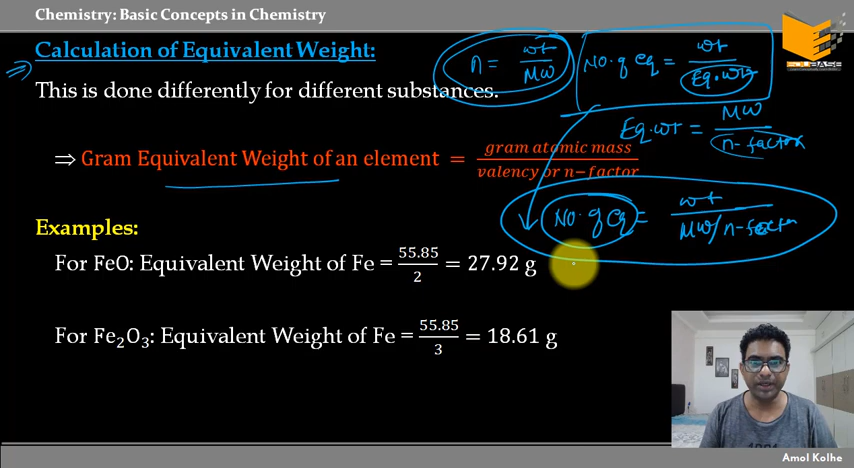 Chemistry: Basic Concepts in Chemistry
Calculation of Equivalent Weight:
n = wt/MW
No. of eq = wt/Eq. wt
EDUBASE
This is done differently for different substances.
Eq. wt = MW/n-factor
⇒ Gram Equivalent Weight of an element = gram atomic mass/valency or n−factor
No. of eq = wt/MW/n-factor
Examples:
For FeO: Equivalent Weight of Fe = 55.85/2 = 27.92 g
For Fe₂O₃: Equivalent Weight of Fe = 55.85/3 = 18.61 g
Amol Kolhe